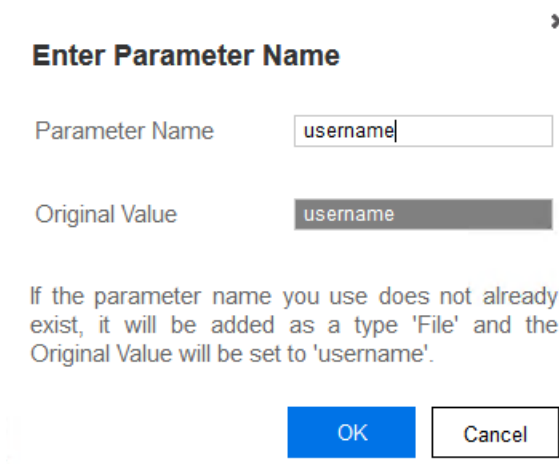 Enter Parameter Name
Parameter Name username
Original Value username
If the parameter name you use does not already
exist, it will be added as a type 'File' and the
Original Value will be set to 'username'.
OK Cancel